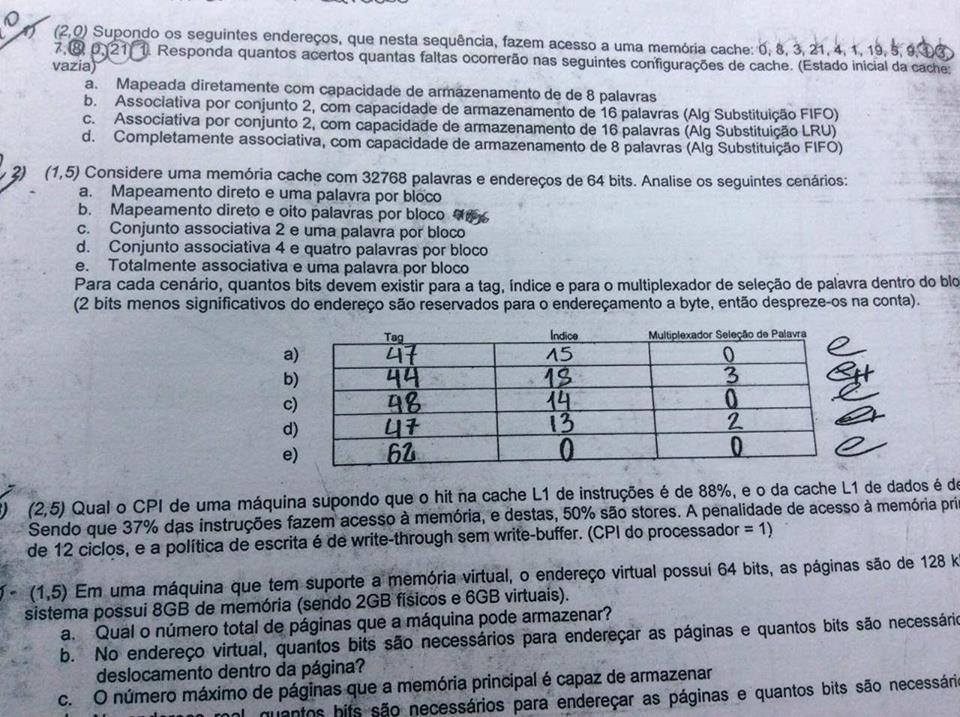 (2,0) Supondo os seguintes endereços, que nesta sequência, fazem acesso a uma memória cache: 0, 8, 3, 21, 4, 1, 19, 5, 9,
7, 21, 1. Responda quantos acertos quantas faltas ocorrerão nas seguintes configurações de cache. (Estado inicial da cache:
vazia)
a. Mapeada diretamente com capacidade de armazenamento de de 8 palavras
b. Associativa por conjunto 2, com capacidade de armazenamento de 16 palavras (Alg Substituição FIFO)
c. Associativa por conjunto 2, com capacidade de armazenamento de 16 palavras (Alg Substituição LRU)
d. Completamente associativa, com capacidade de armazenamento de 8 palavras (Alg Substituição FIFO)
2) (1,5) Considere uma memória cache com 32768 palavras e endereços de 64 bits. Analise os seguintes cenários:
a. Mapeamento direto e uma palavra por bloco
b. Mapeamento direto e oito palavras por bloco
c. Conjunto associativa 2 e uma palavra por bloco
d. Conjunto associativa 4 e quatro palavras por bloco
e. Totalmente associativa e uma palavra por bloco
Para cada cenário, quantos bits devem existir para a tag, índice e para o multiplexador de seleção de palavra dentro do blo
(2 bits menos significativos do endereço são reservados para o endereçamento a byte, então despreze-os na conta).
Tag Índice Multiplexador Seleção de Palavra
a) 47 15 0 e
b) 44 18 3
c) 48 14 0 e
d) 47 13 2
e) 62 0 0 e
) (2,5) Qual o CPI de uma máquina supondo que o hit na cache L1 de instruções é de 88%, e o da cache L1 de dados é de
Sendo que 37% das instruções fazem acesso à memória, e destas, 50% são stores. A penalidade de acesso à memória pri
de 12 ciclos, e a política de escrita é de write-through sem write-buffer. (CPI do processador = 1)
- (1,5) Em uma máquina que tem suporte a memória virtual, o endereço virtual possui 64 bits, as páginas são de 128 k
sistema possui 8GB de memória (sendo 2GB físicos e 6GB virtuais).
a. Qual o número total de páginas que a máquina pode armazenar?
b. No endereço virtual, quantos bits são necessários para endereçar as páginas e quantos bits são necessário
deslocamento dentro da página?
c. O número máximo de páginas que a memória principal é capaz de armazenar
real, quantos bits são necessários para endereçar as páginas e quantos bits são necessári